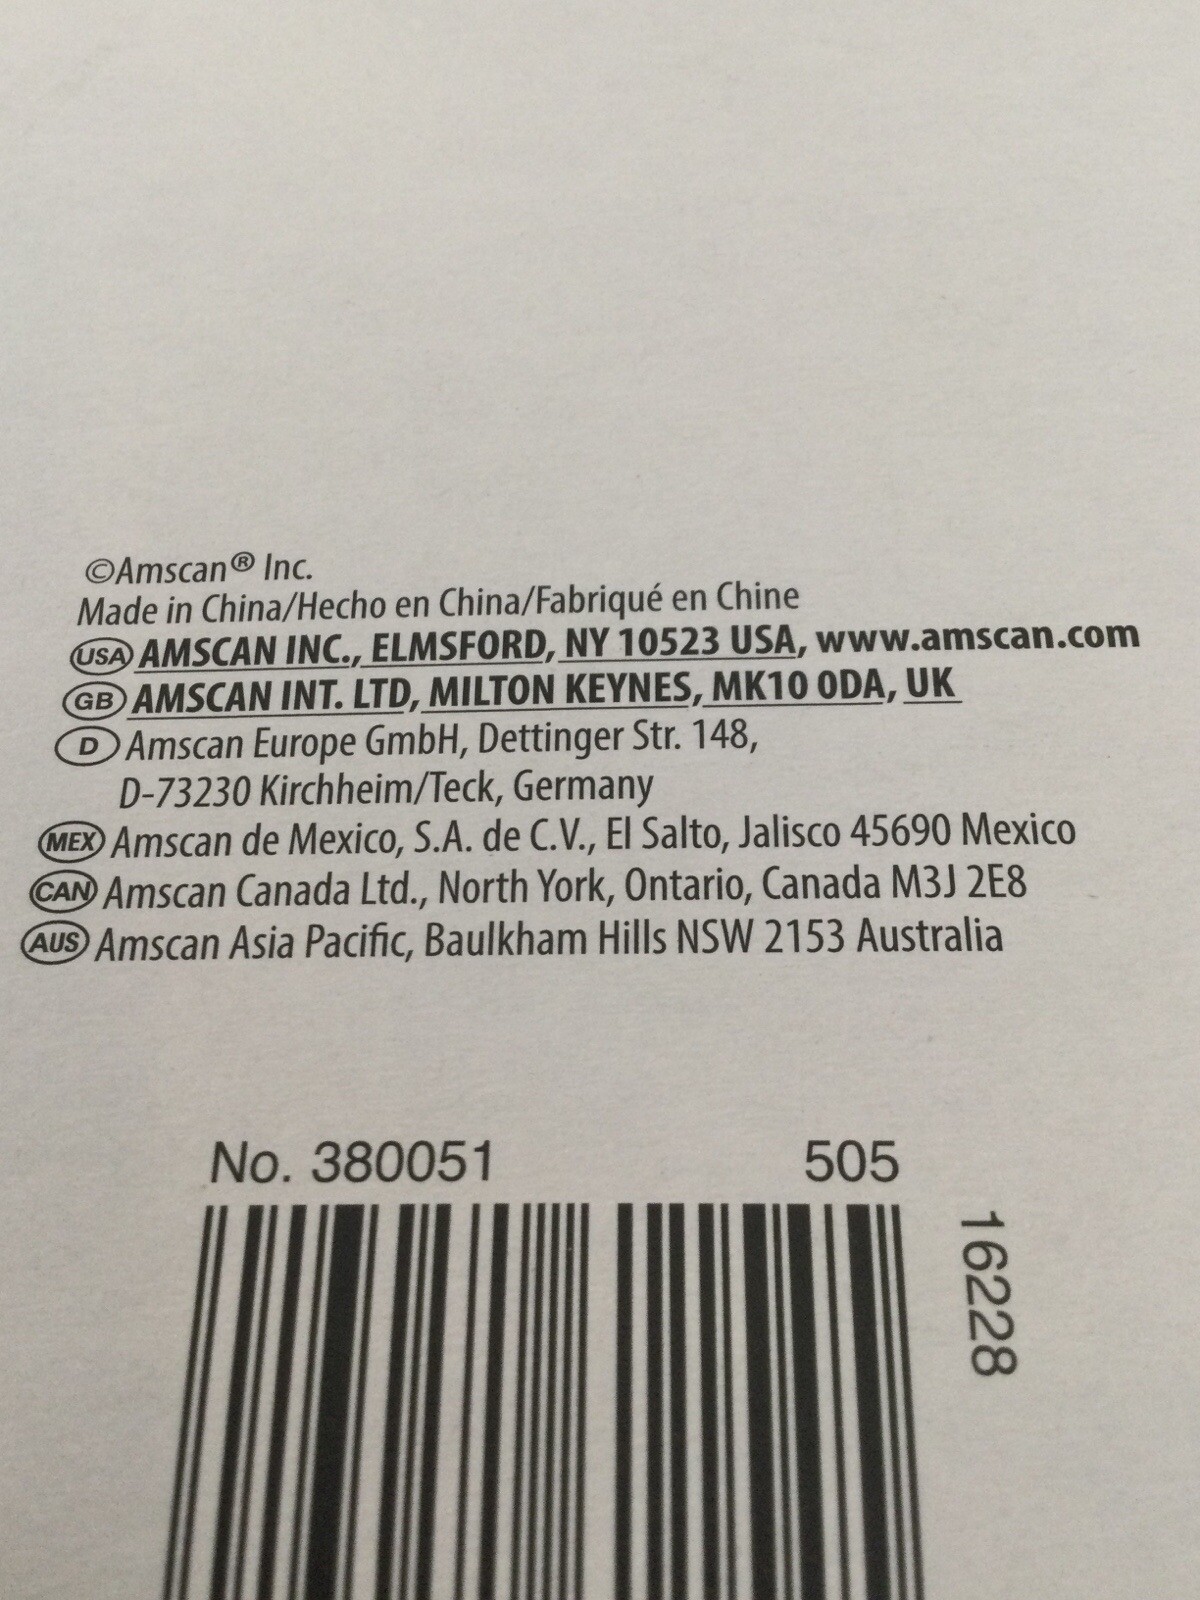 ©Amscan® Inc.
Made in China/Hecho en China/Fabriqué en Chine
USA AMSCAN INC., ELMSFORD, NY 10523 USA, www.amscan.com
GB AMSCAN INT. LTD, MILTON KEYNES, MK10 0DA, UK
D Amscan Europe GmbH, Dettinger Str. 148,
D-73230 Kirchheim/Teck, Germany
MEX Amscan de Mexico, S.A. de C.V., El Salto, Jalisco 45690 Mexico
CAN Amscan Canada Ltd., North York, Ontario, Canada M3J 2E8
AUS Amscan Asia Pacific, Baulkham Hills NSW 2153 Australia
No. 380051 505
16228